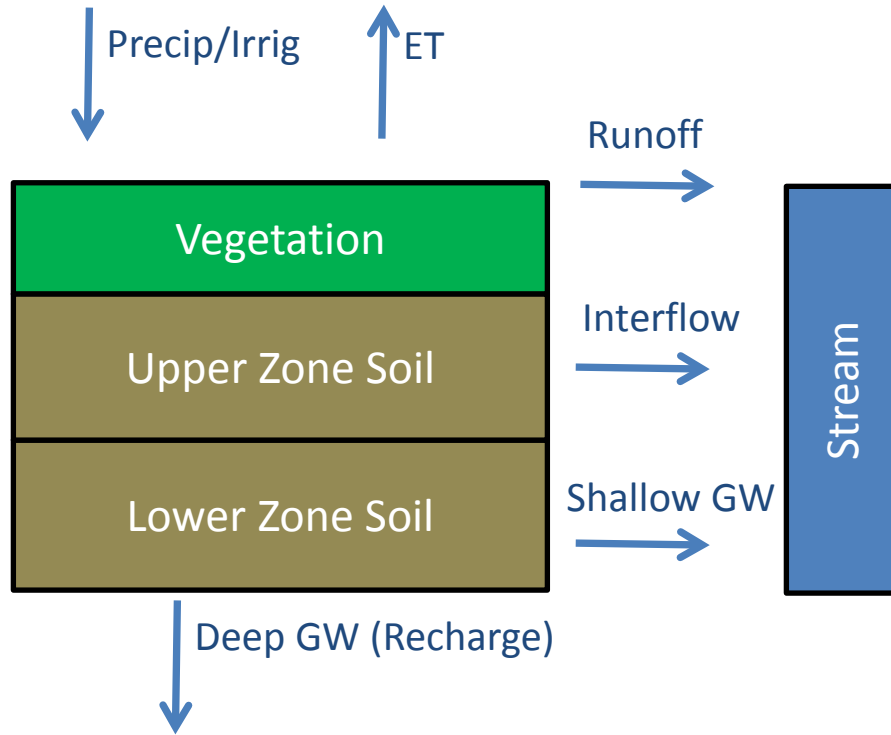 Precip/Irrig
ET
Runoff
Vegetation
Interflow
Upper Zone Soil
Stream
Shallow GW
Lower Zone Soil
Deep GW (Recharge)